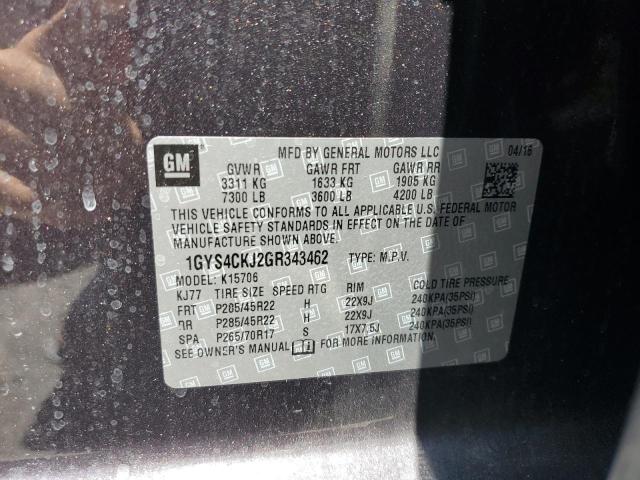 GM
MFD BY GENERAL MOTORS LLC 04/16
GVWR GAWR FRT GAWR RR
3311 KG 1633 KG 1905 KG
7300 LB 3600 LB 4200 LB
THIS VEHICLE CONFORMS TO ALL APPLICABLE U.S. FEDERAL MOTOR
VEHICLE SAFETY STANDARDS IN EFFECT ON THE DATE OF
MANUFACTURE SHOWN ABOVE.
1GYS4CKJ2GR343462 TYPE: M.P.V.
MODEL: K15706
KJ77 TIRE SIZE SPEED RTG RIM COLD TIRE PRESSURE
FRT P285/45R22 H 22X9J 240KPA(35PSI)
RR P285/45R22 H 22X9J 240KPA(35PSI)
SPA P265/70R17 S 17X7.5J 240KPA(35PSI)
SEE OWNER'S MANUAL FOR MORE INFORMATION.